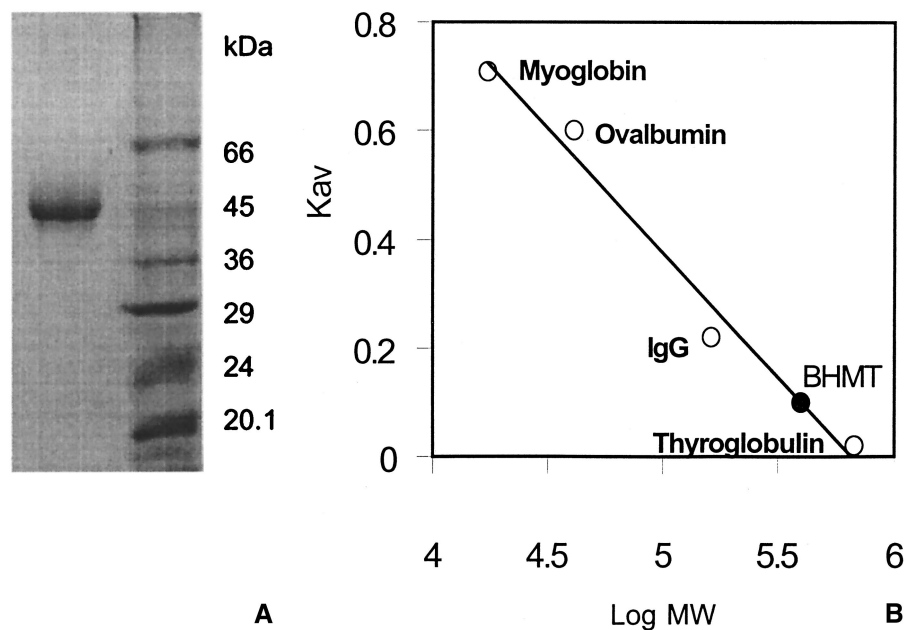 kDa
66
45
36
29
24
20.1
A
0.8
0.6
0.4
0.2
0
Kav
Myoglobin
Ovalbumin
IgG
BHMT
Thyroglobulin
4 4.5 5 5.5 6
Log MW
B